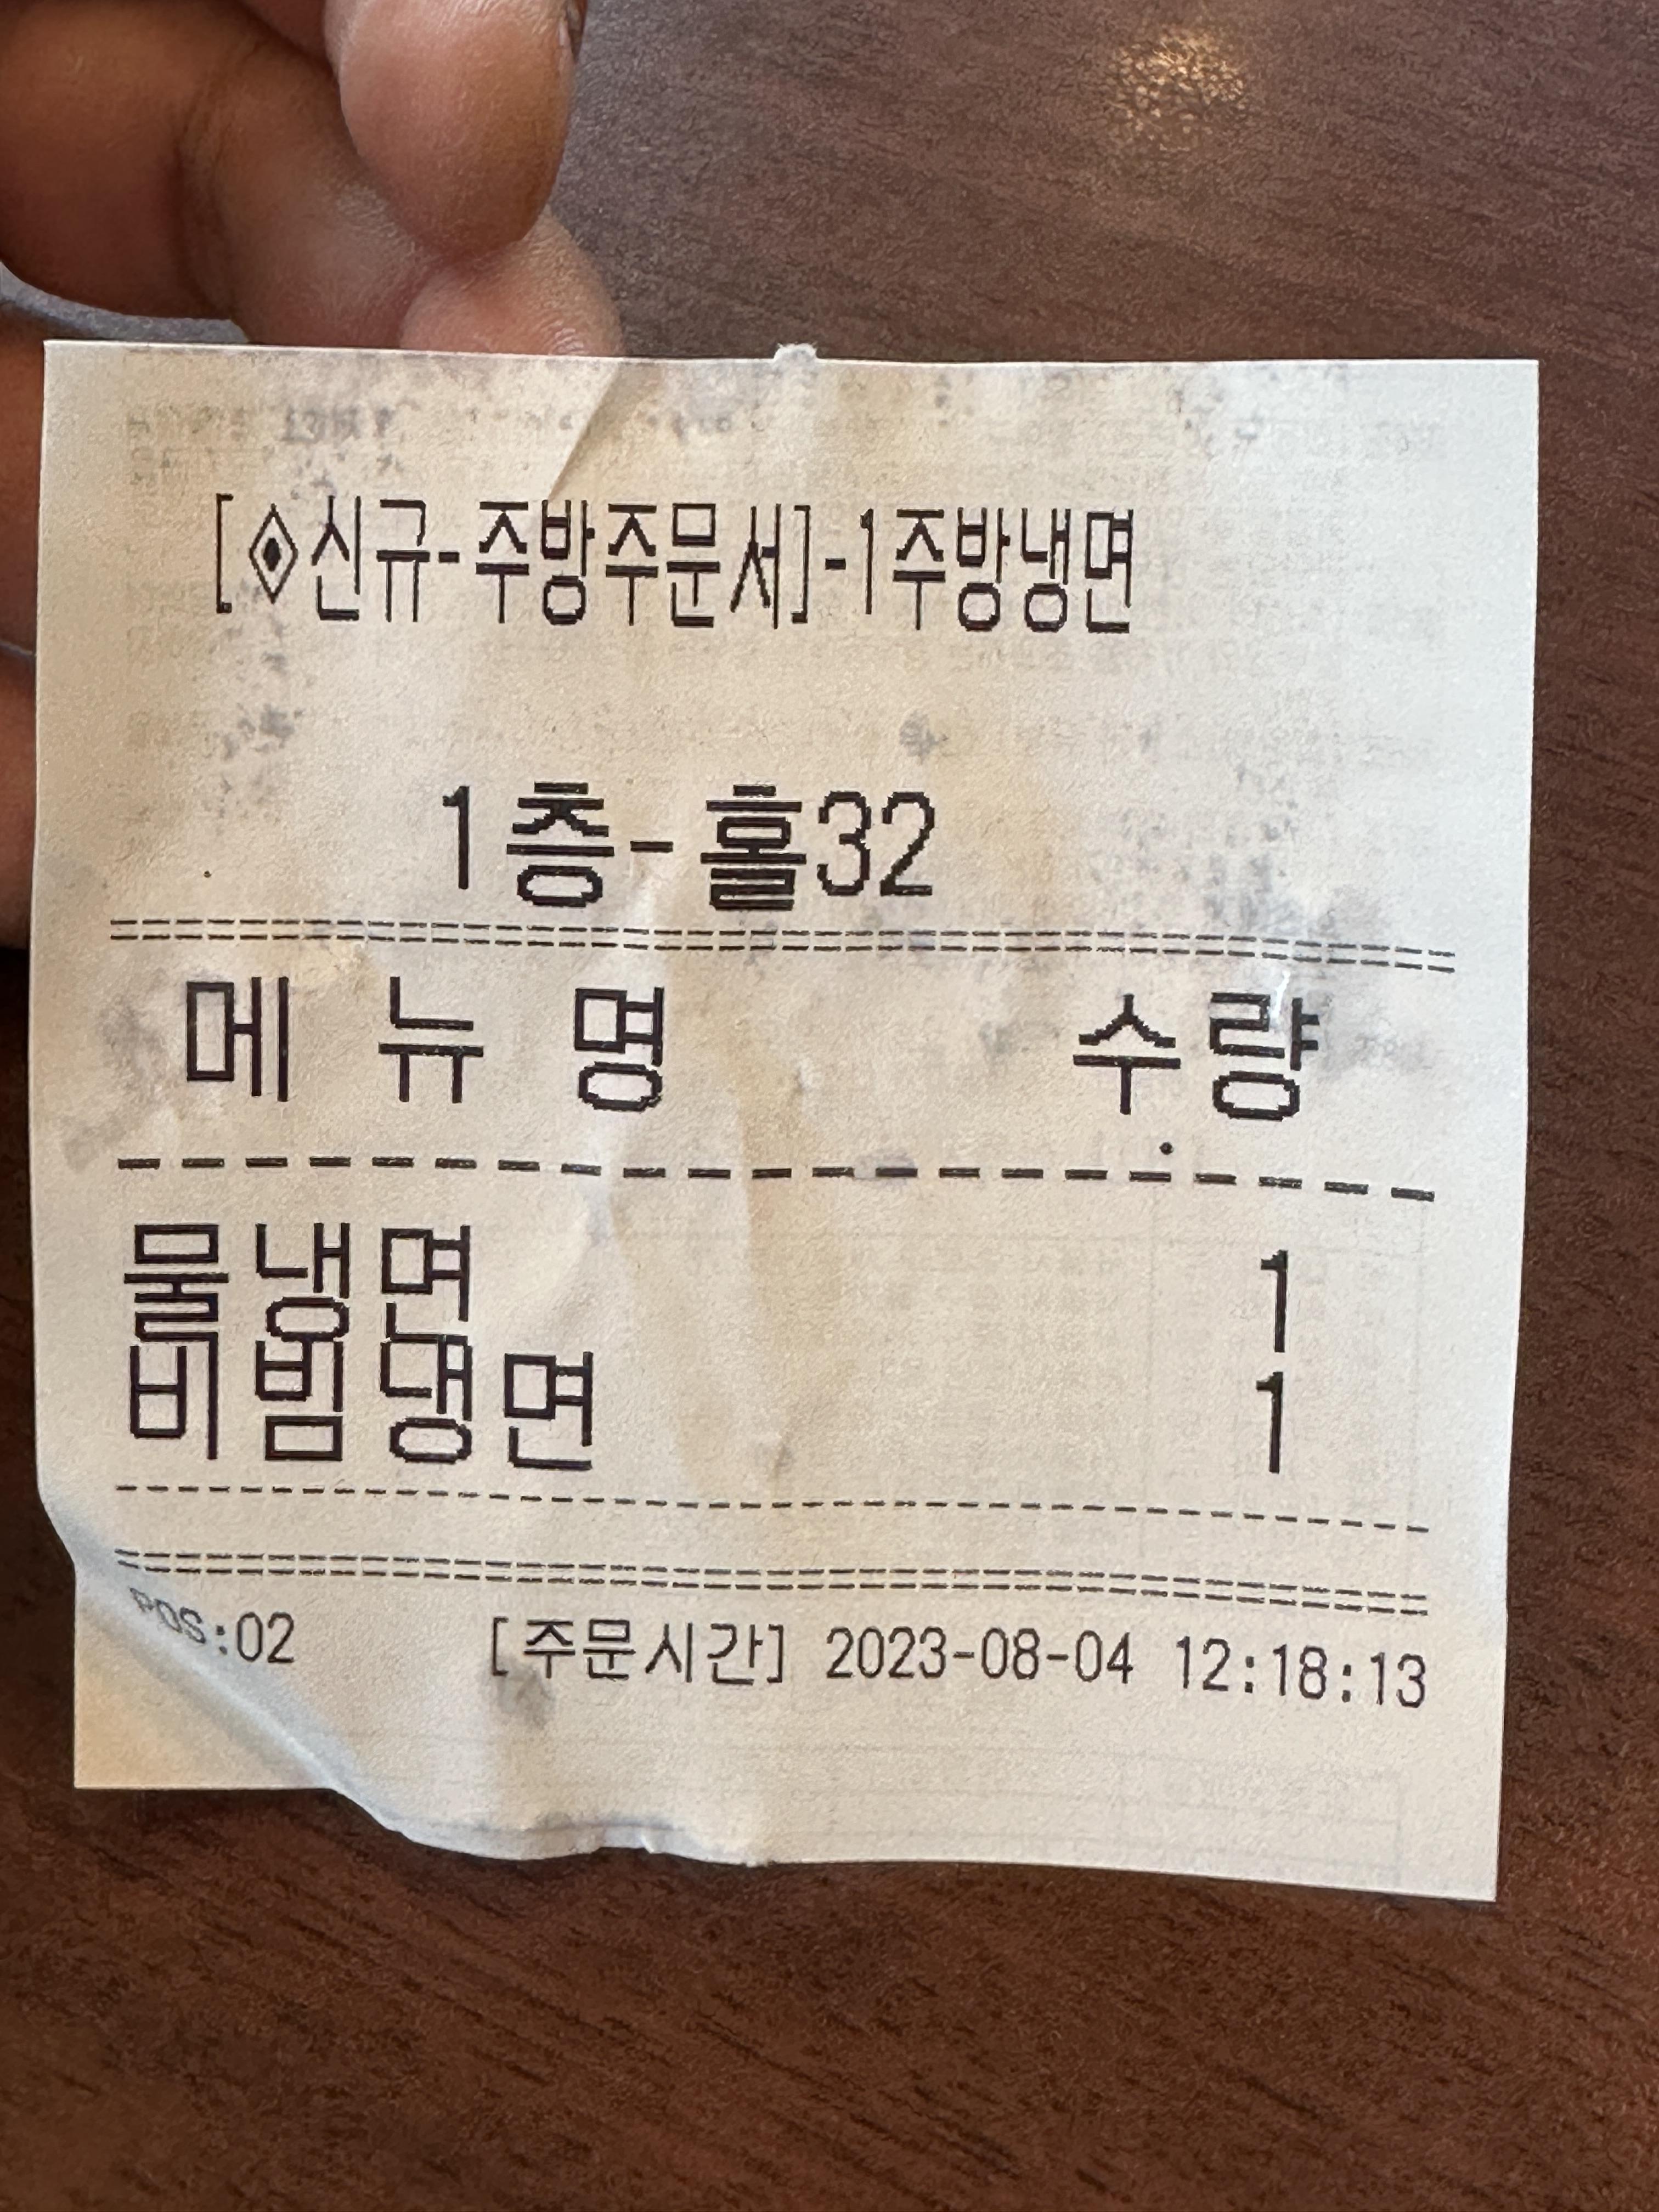 [◈신규-주방주문서]-1주방냉면
1층-홀32
메 뉴 명 수량
물냉면 1
비빔냉면 1
POS:02 [주문시간] 2023-08-04 12:18:13